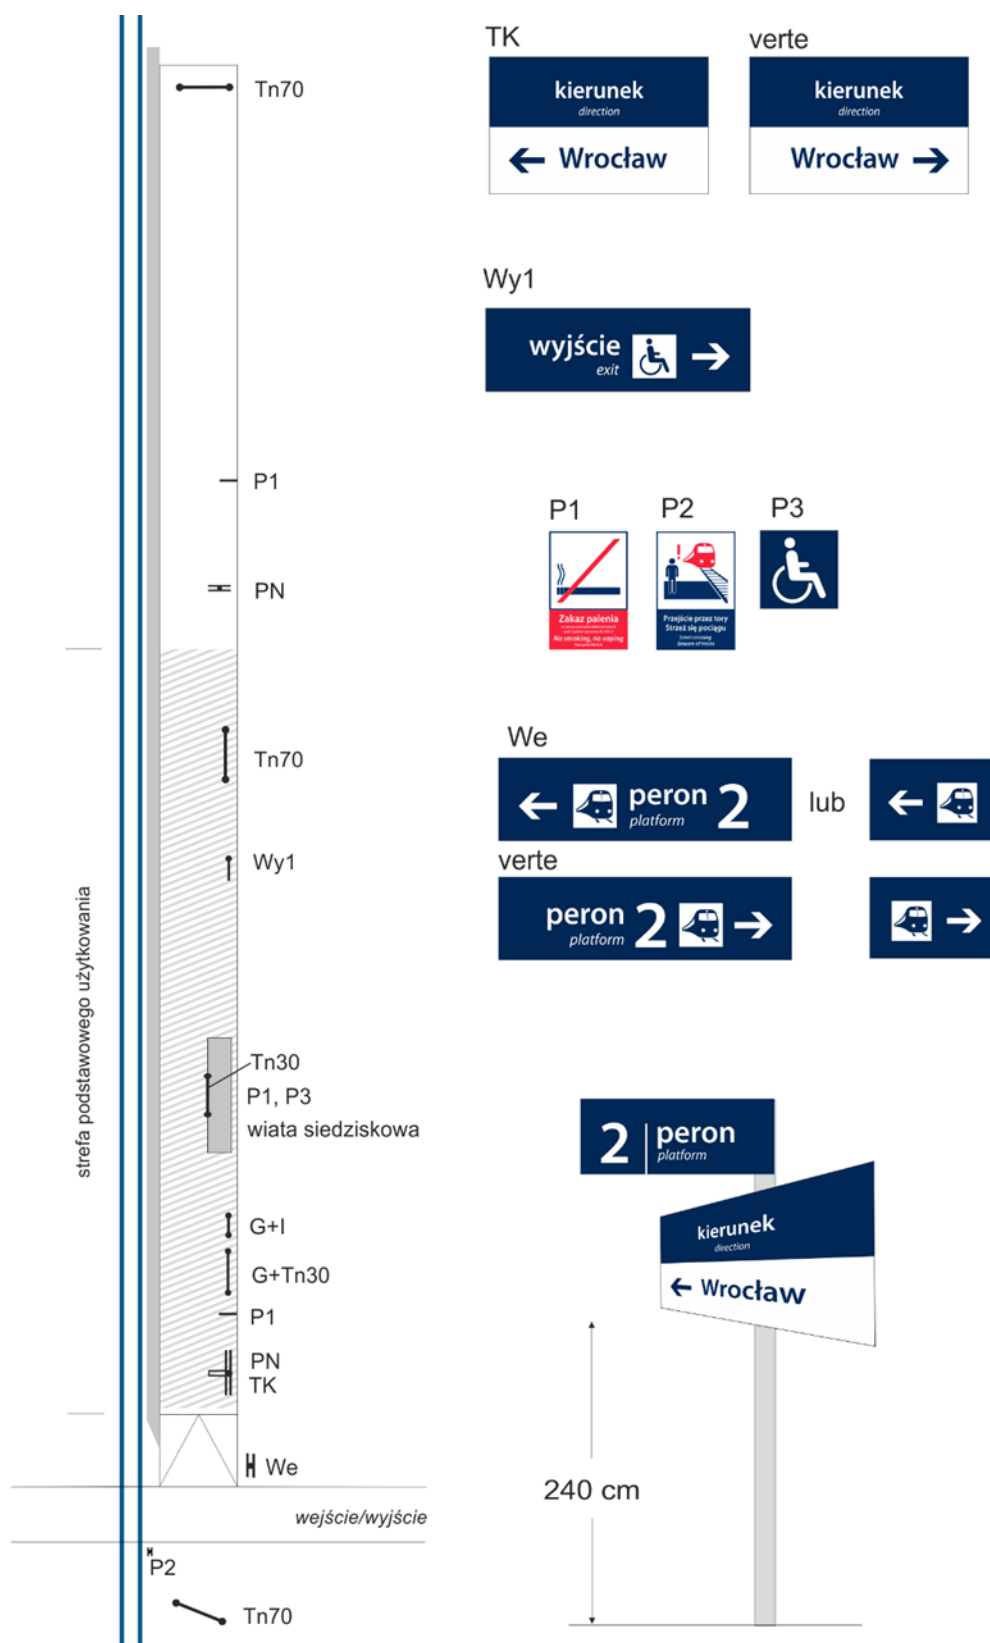 Tn70
P1
PN
Tn70
Wy1
strefa podstawowego użytkowania
Tn30
P1, P3
wiata siedziskowa
G+I
G+Tn30
P1
PN
TK
We
wejście/wyjście
P2
Tn70
TK
kierunek
direction
Wrocław
verte
kierunek
direction
Wrocław
Wy1
wyjście
exit
P1
Zakaz palenia
No smoking, no vaping
P2
Przejście przez tory
Strzeż się pociągu
P3
We
peron 2
platform
lub
verte
peron 2
platform
2 peron
platform
kierunek
direction
Wrocław
240 cm